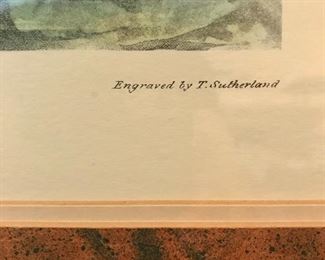 Engraved by T. Sutherland